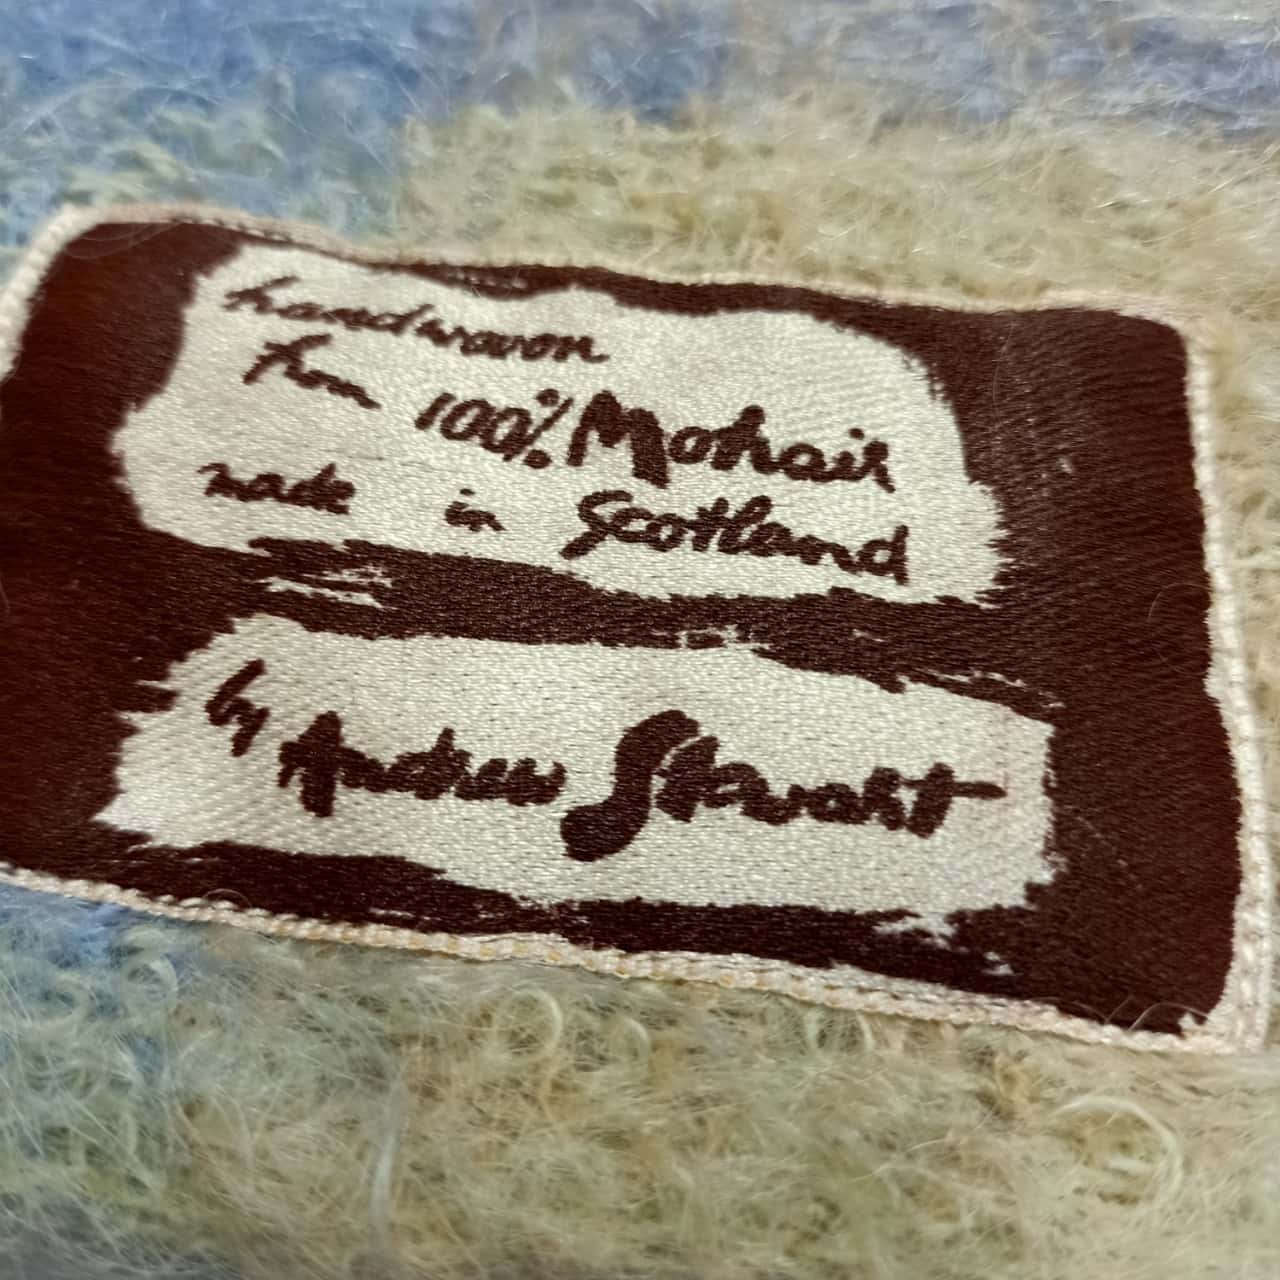 handwoven
from 100% Mohair
made in Scotland
by Andrew Stewart